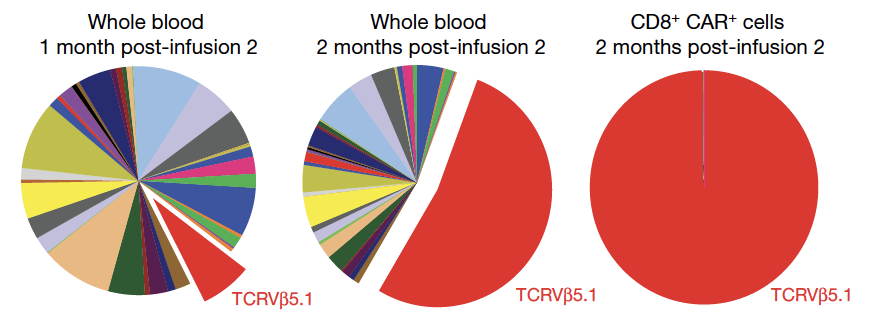 Whole blood
1 month post-infusion 2
Whole blood
2 months post-infusion 2
CD8⁺ CAR⁺ cells
2 months post-infusion 2
TCRVβ5.1
TCRVβ5.1
TCRVβ5.1